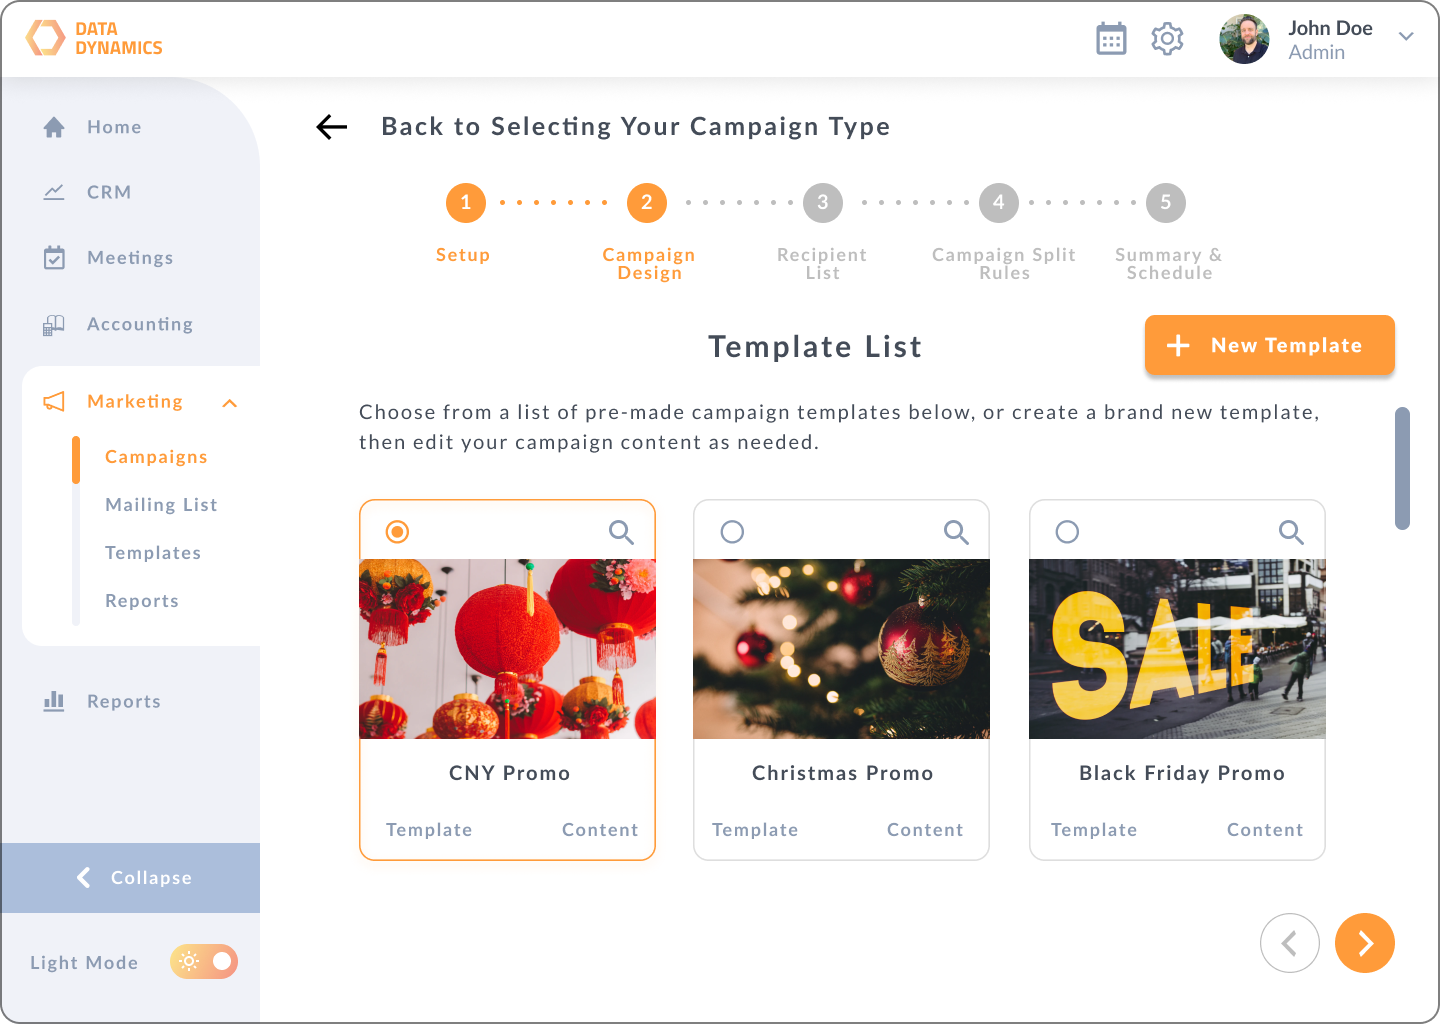 DATA
DYNAMICS
John Doe
Admin
Home
CRM
Meetings
Accounting
Marketing
Campaigns
Mailing List
Templates
Reports
Reports
Collapse
Light Mode
Back to Selecting Your Campaign Type
1
2
3
4
5
Setup
Campaign
Design
Recipient
List
Campaign Split
Rules
Summary &
Schedule
Template List
New Template
Choose from a list of pre-made campaign templates below, or create a brand new template,
then edit your campaign content as needed.
SALE
CNY Promo
Christmas Promo
Black Friday Promo
Template
Content
Template
Content
Template
Content